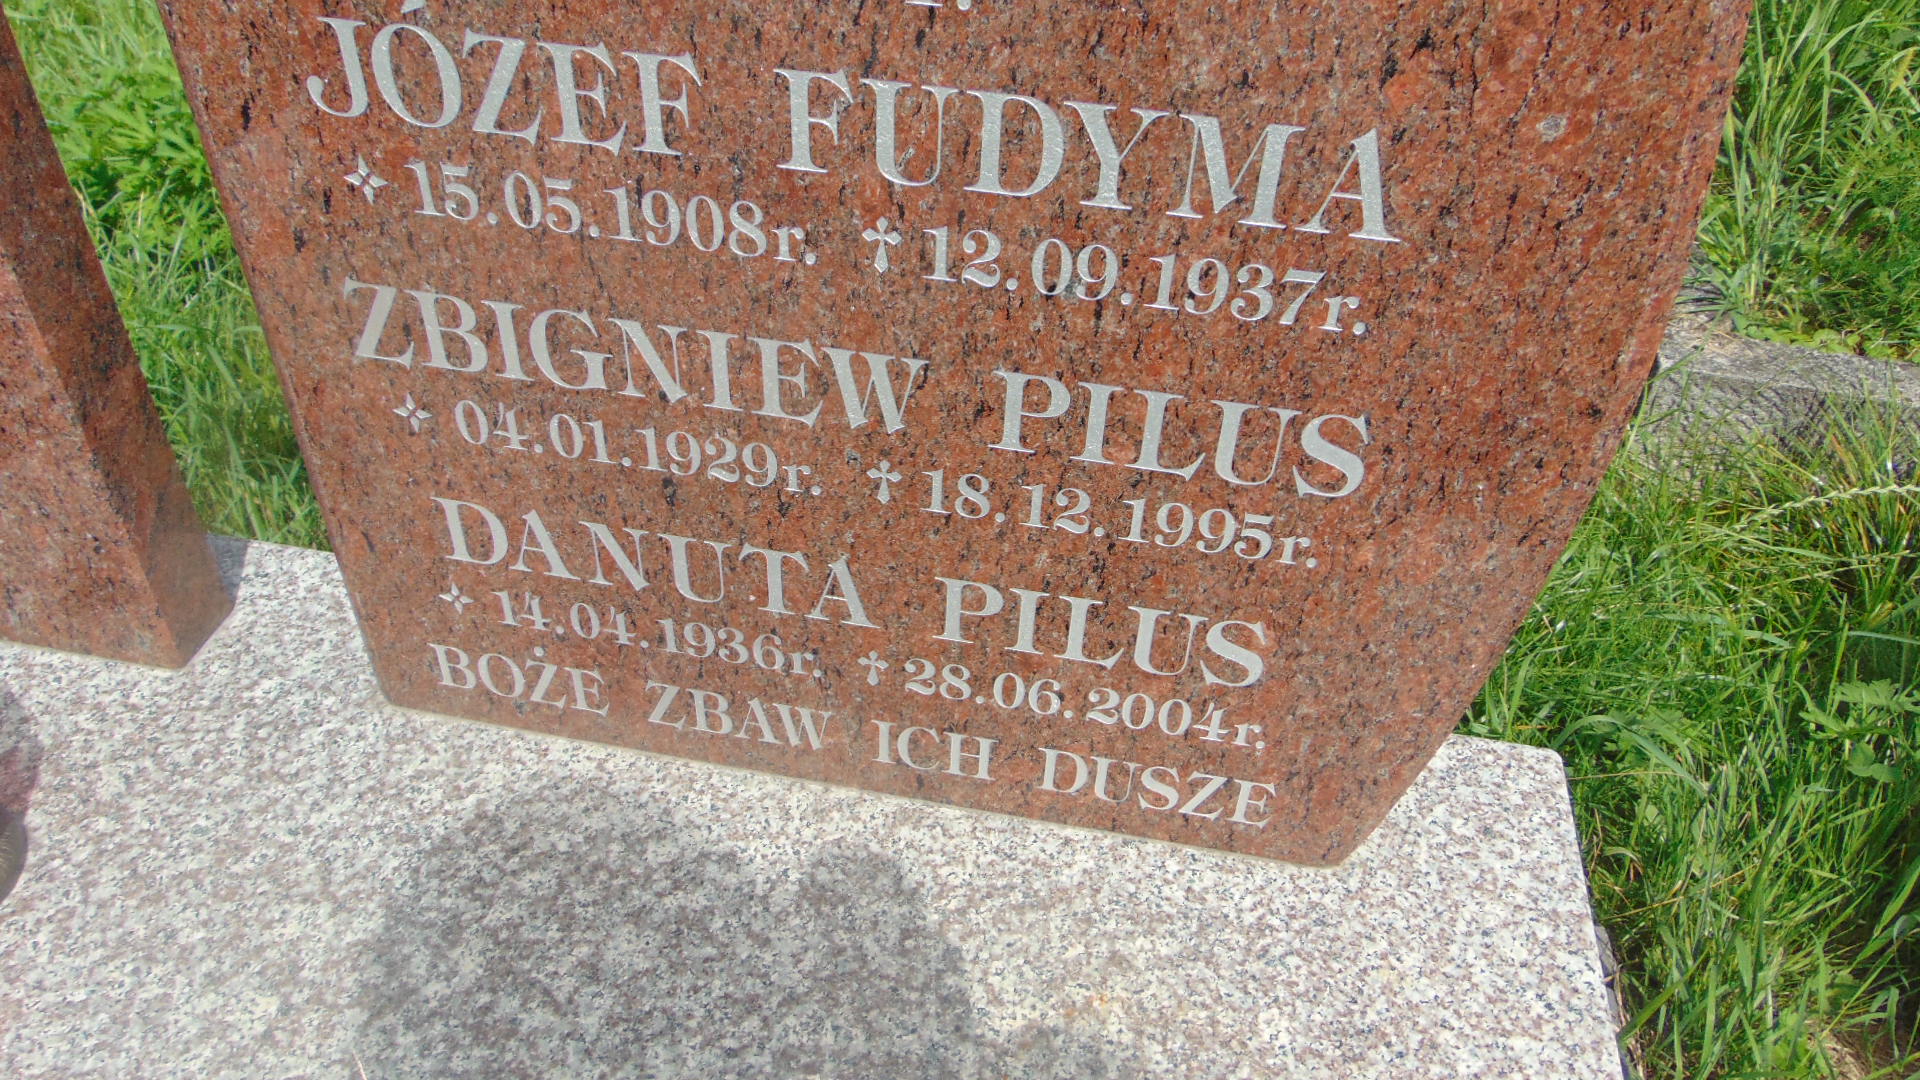 JÓZEF FUDYMA
15.05.1908r. 12.09.1937r.
ZBIGNIEW PILUS
04.01.1929r. 18.12.1995r.
DANUTA PILUS
14.04.1936r. 28.06.2004r.
BOŻE ZBAW ICH DUSZE